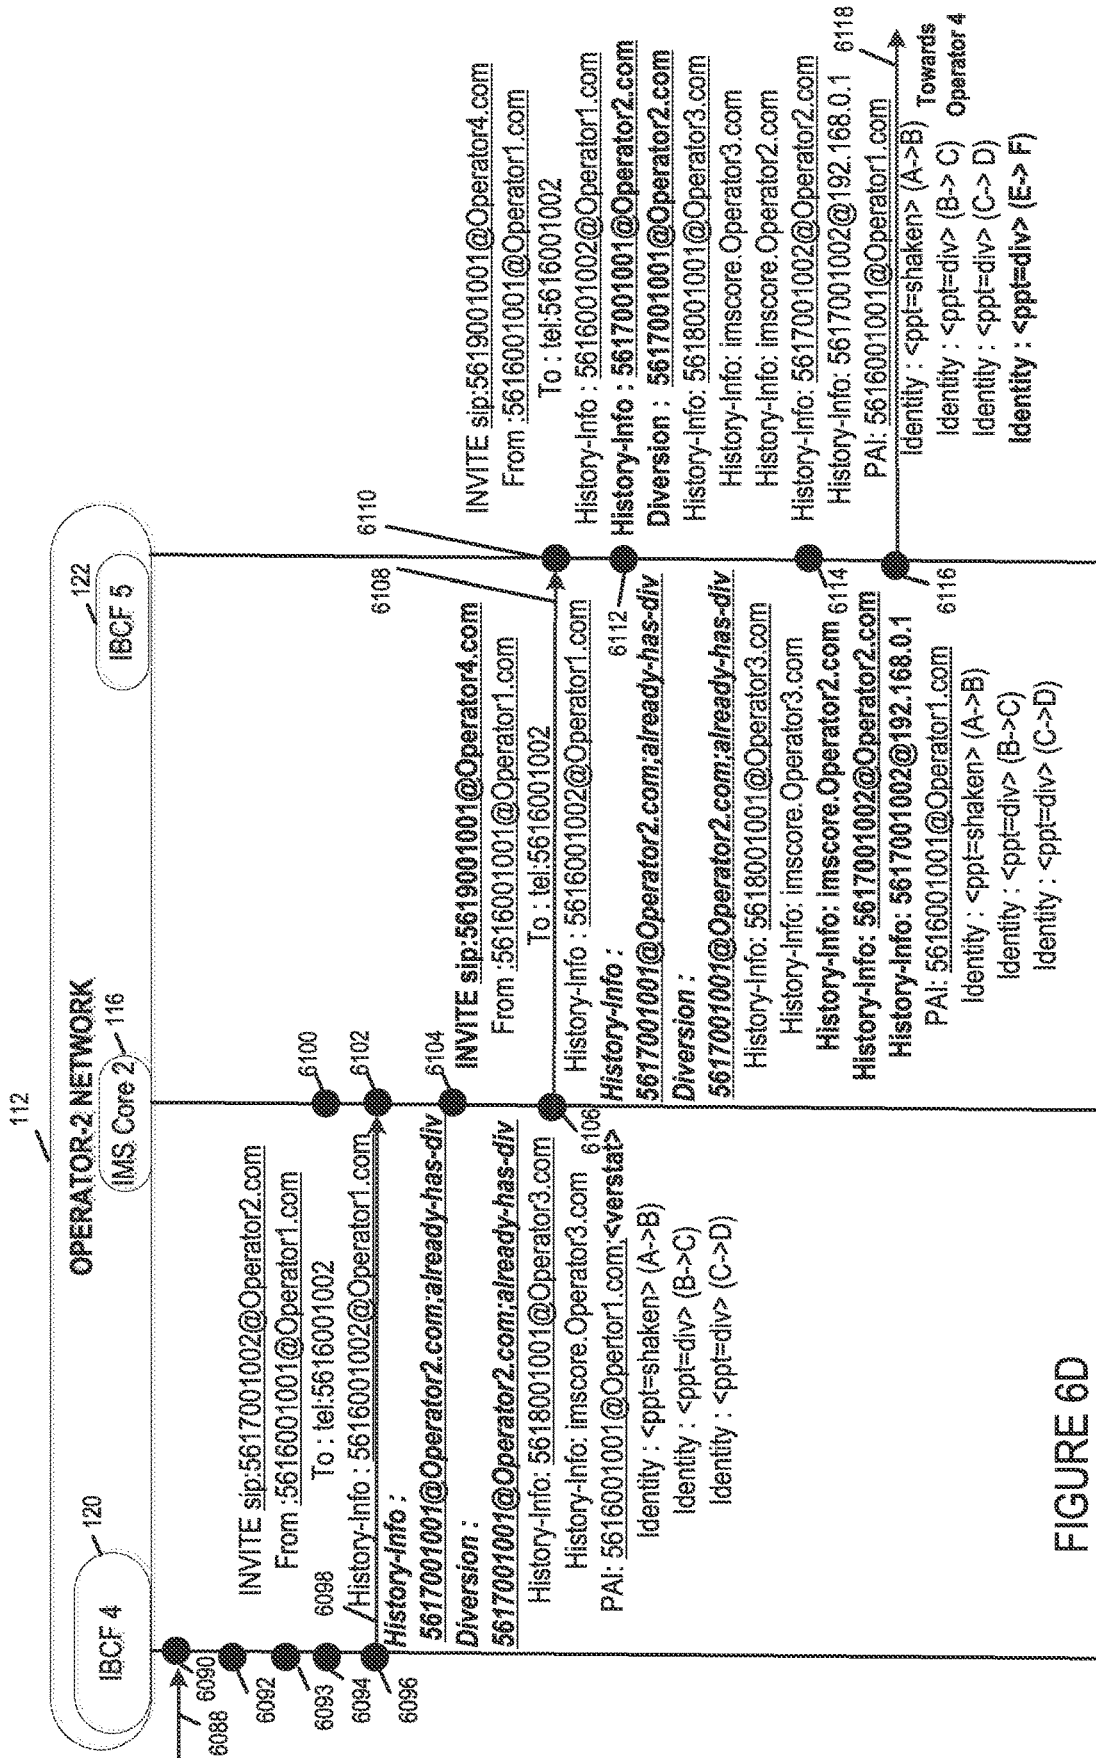 112
OPERATOR-2 NETWORK
IBCF 4
120
IMS Core 2
116
IBCF 5
122
6088
6090
6092
6093
6094
6096
6098
INVITE sip:5617001002@Operator2.com
From :5616001001@Operator1.com
To : tel:5616001002
History-Info : 5616001002@Operator1.com
History-Info :
5617001001@Operator2.com;already-has-div
Diversion :
5617001001@Operator2.com;already-has-div
History-Info: 5618001001@Operator3.com
History-Info: imscore.Operator3.com
PAI: 5616001001@Opertor1.com;<verstat>
Identity : <ppt=shaken> (A->B)
Identity : <ppt=div> (B->C)
Identity : <ppt=div> (C->D)
6100
6102
6104
6106
6108
INVITE sip:5619001001@Operator4.com
From :5616001001@Operator1.com
To : tel:5616001002
History-Info : 5616001002@Operator1.com
History-Info :
5617001001@Operator2.com;already-has-div
Diversion :
5617001001@Operator2.com;already-has-div
History-Info: 5618001001@Operator3.com
History-Info: imscore.Operator3.com
History-Info: imscore.Operator2.com
History-Info: 5617001002@Operator2.com
History-Info: 5617001002@192.168.0.1
PAI: 5616001001@Operator1.com
Identity : <ppt=shaken> (A->B)
Identity : <ppt=div> (B->C)
Identity : <ppt=div> (C->D)
6110
6112
6114
6116
INVITE sip:5619001001@Operator4.com
From :5616001001@Operator1.com
To : tel:5616001002
History-Info : 5616001002@Operator1.com
History-Info : 5617001001@Operator2.com
Diversion : 5617001001@Operator2.com
History-Info: 5618001001@Operator3.com
History-Info: imscore.Operator3.com
History-Info: imscore.Operator2.com
History-Info: 5617001002@Operator2.com
History-Info: 5617001002@192.168.0.1
PAI: 5616001001@Operator1.com
Identity : <ppt=shaken> (A->B)
Identity : <ppt=div> (B-> C)
Identity : <ppt=div> (C-> D)
Identity : <ppt=div> (E-> F)
6118
Towards
Operator 4
FIGURE 6D